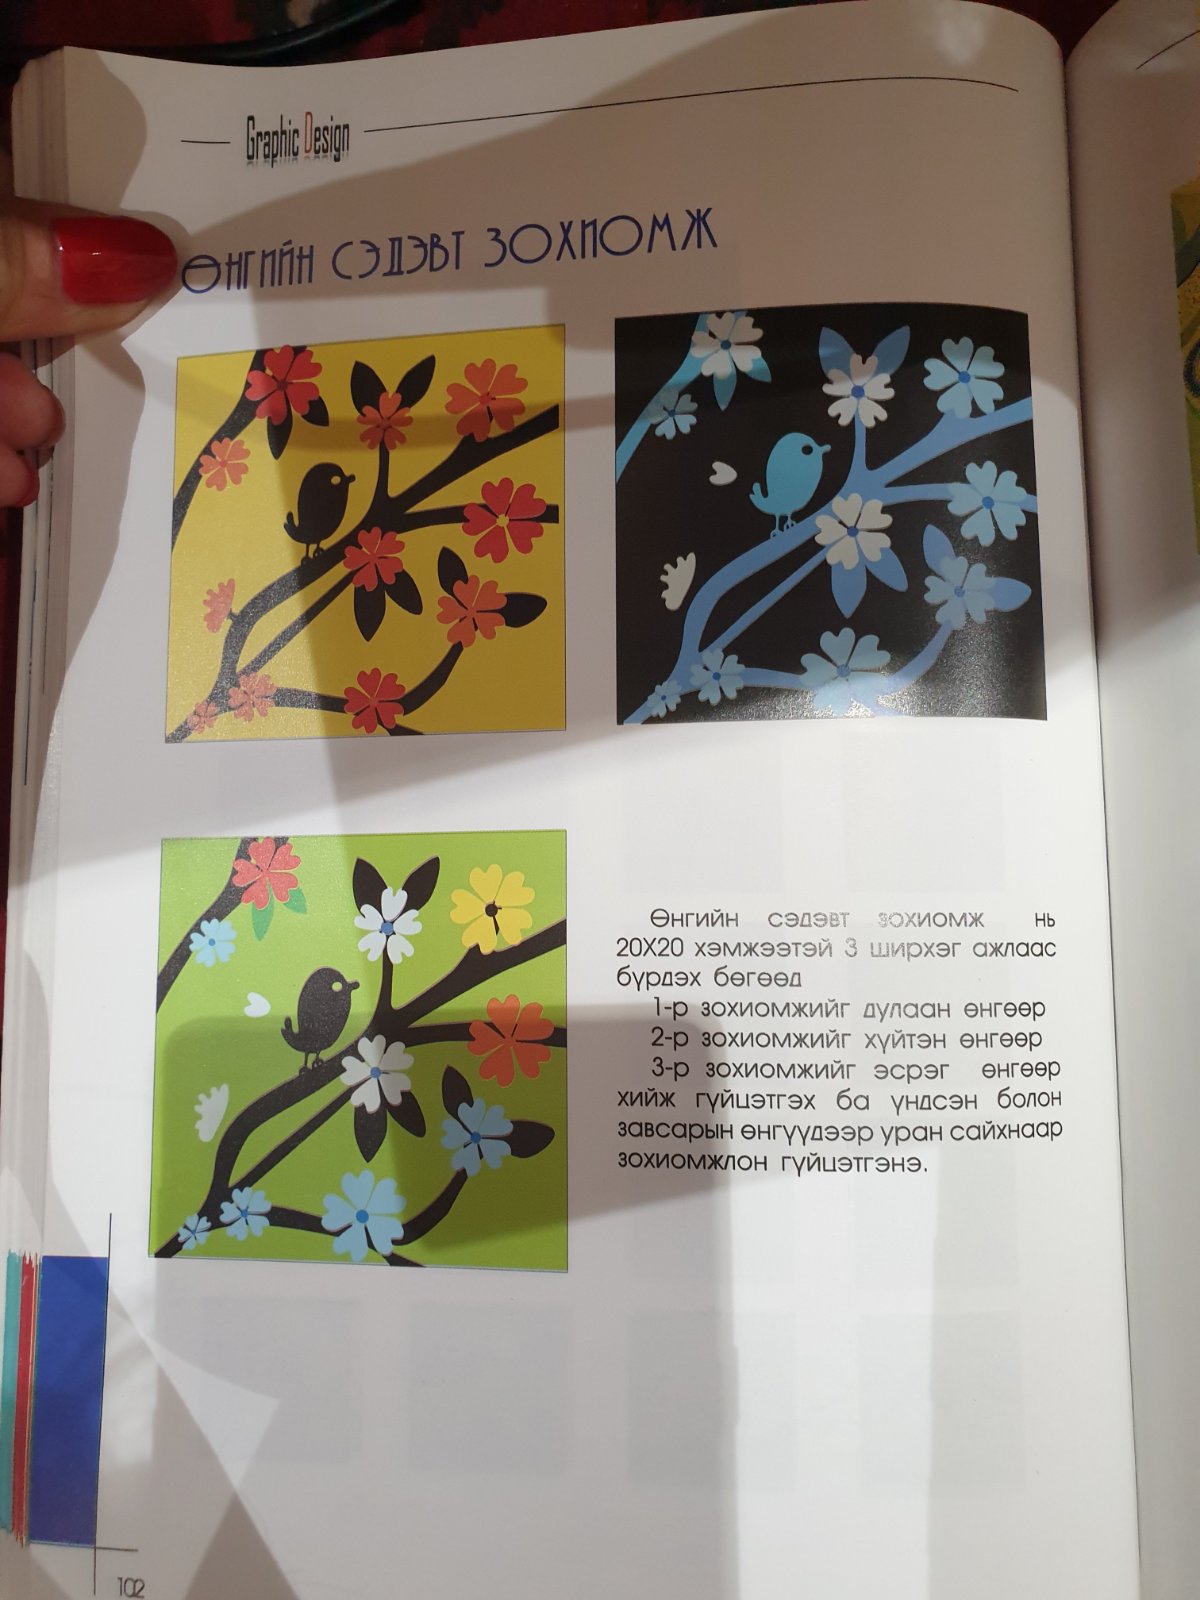 Graphic Design
ӨНГИЙН СЭДЭВТ ЗОХИОМЖ
Өнгийн сэдэвт зохиомж нь
20X20 хэмжээтэй 3 ширхэг ажлаас
бүрдэх бөгөөд
1-р зохиомжийг дулаан өнгөөр
2-р зохиомжийг хүйтэн өнгөөр
3-р зохиомжийг эсрэг өнгөөр
хийж гүйцэтгэх ба үндсэн болон
завсарын өнгүүдээр уран сайхнаар
зохиомжлон гүйцэтгэнэ.
102